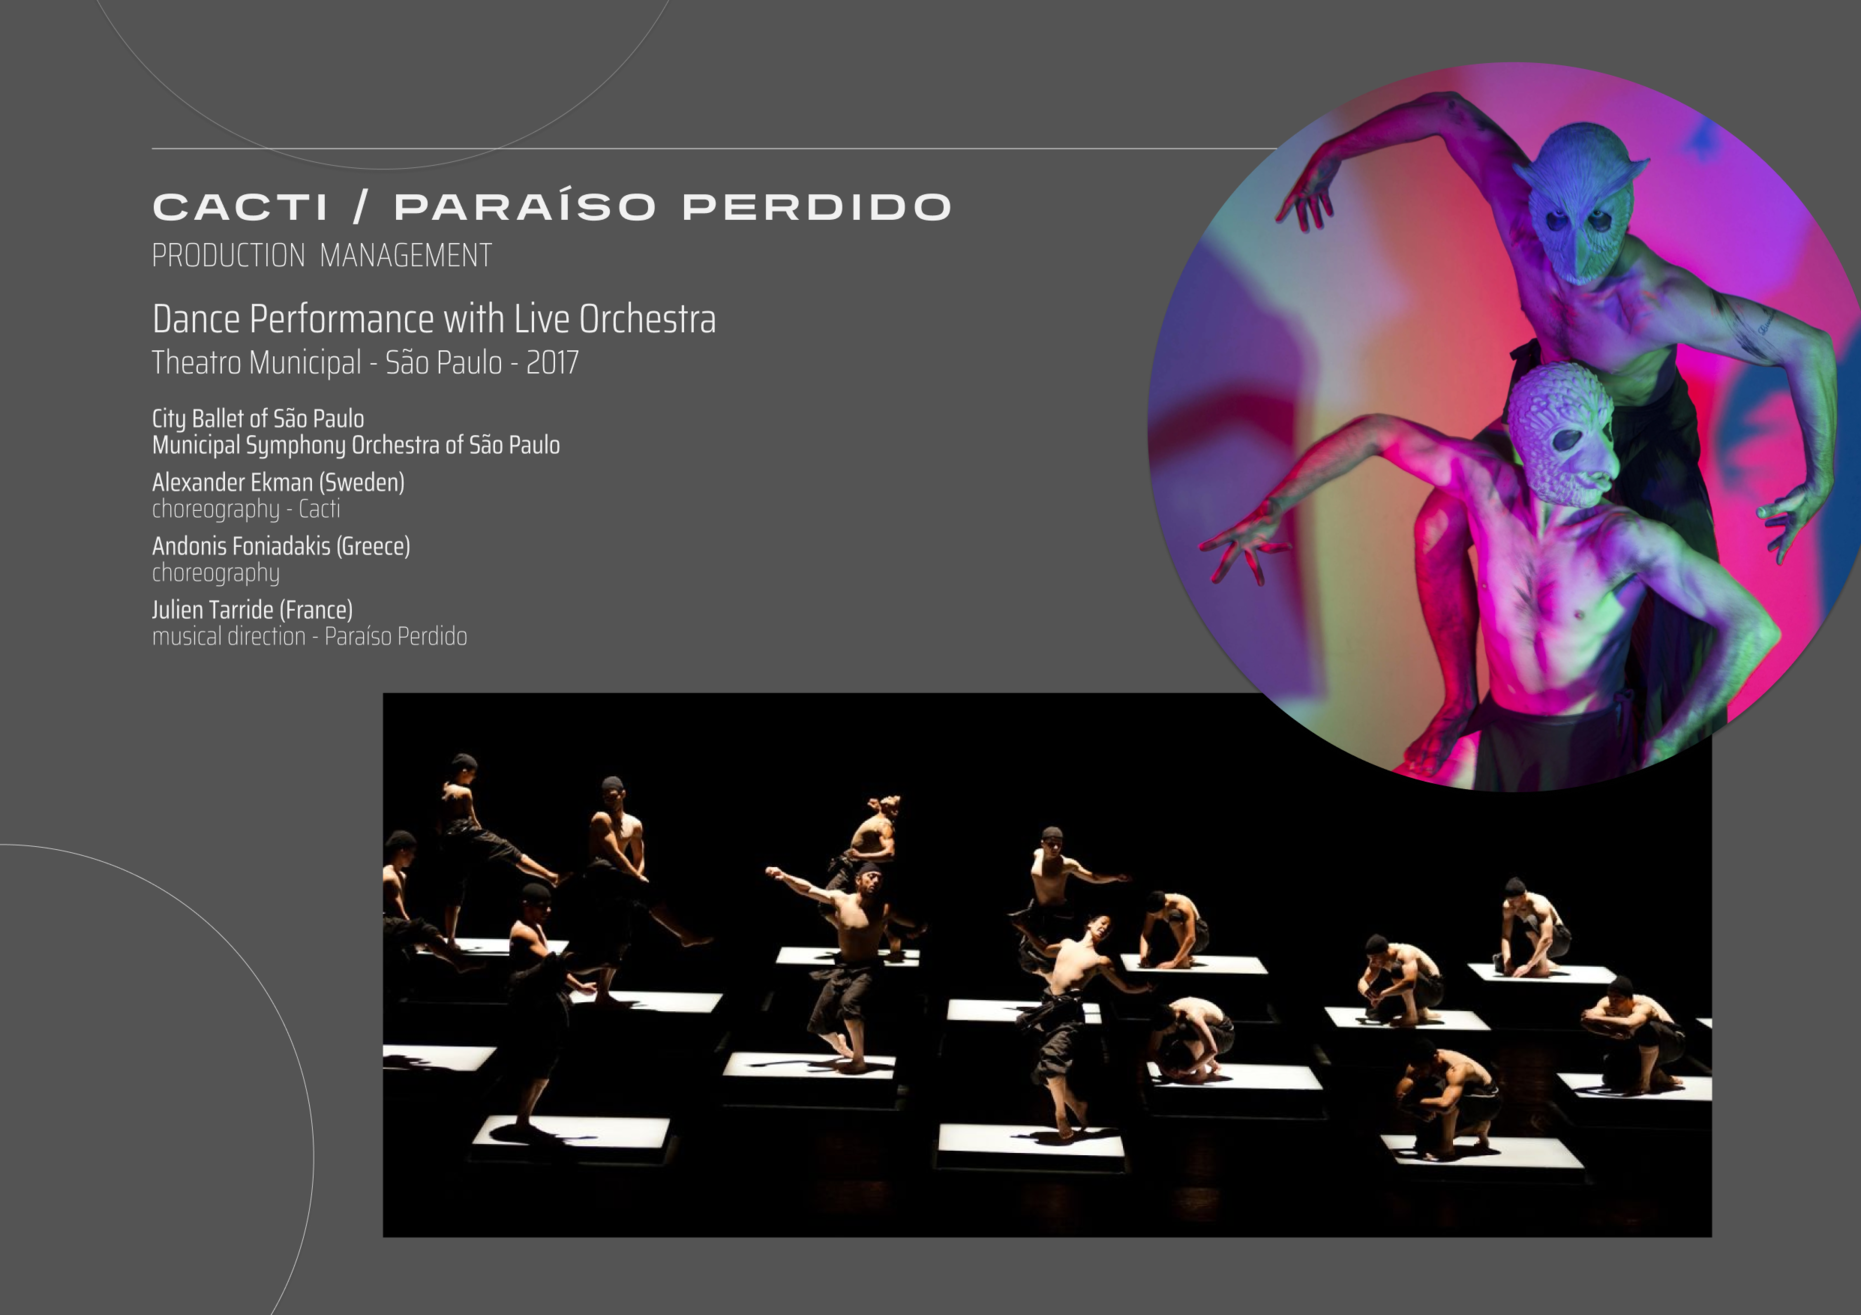 CACTI / PARAÍSO PERDIDO
PRODUCTION MANAGEMENT
Dance Performance with Live Orchestra
Theatro Municipal - São Paulo - 2017
City Ballet of São Paulo
Municipal Symphony Orchestra of São Paulo
Alexander Ekman (Sweden)
choreography - Cacti
Andonis Foniadakis (Greece)
choreography
Julien Tarride (France)
musical direction - Paraíso Perdido